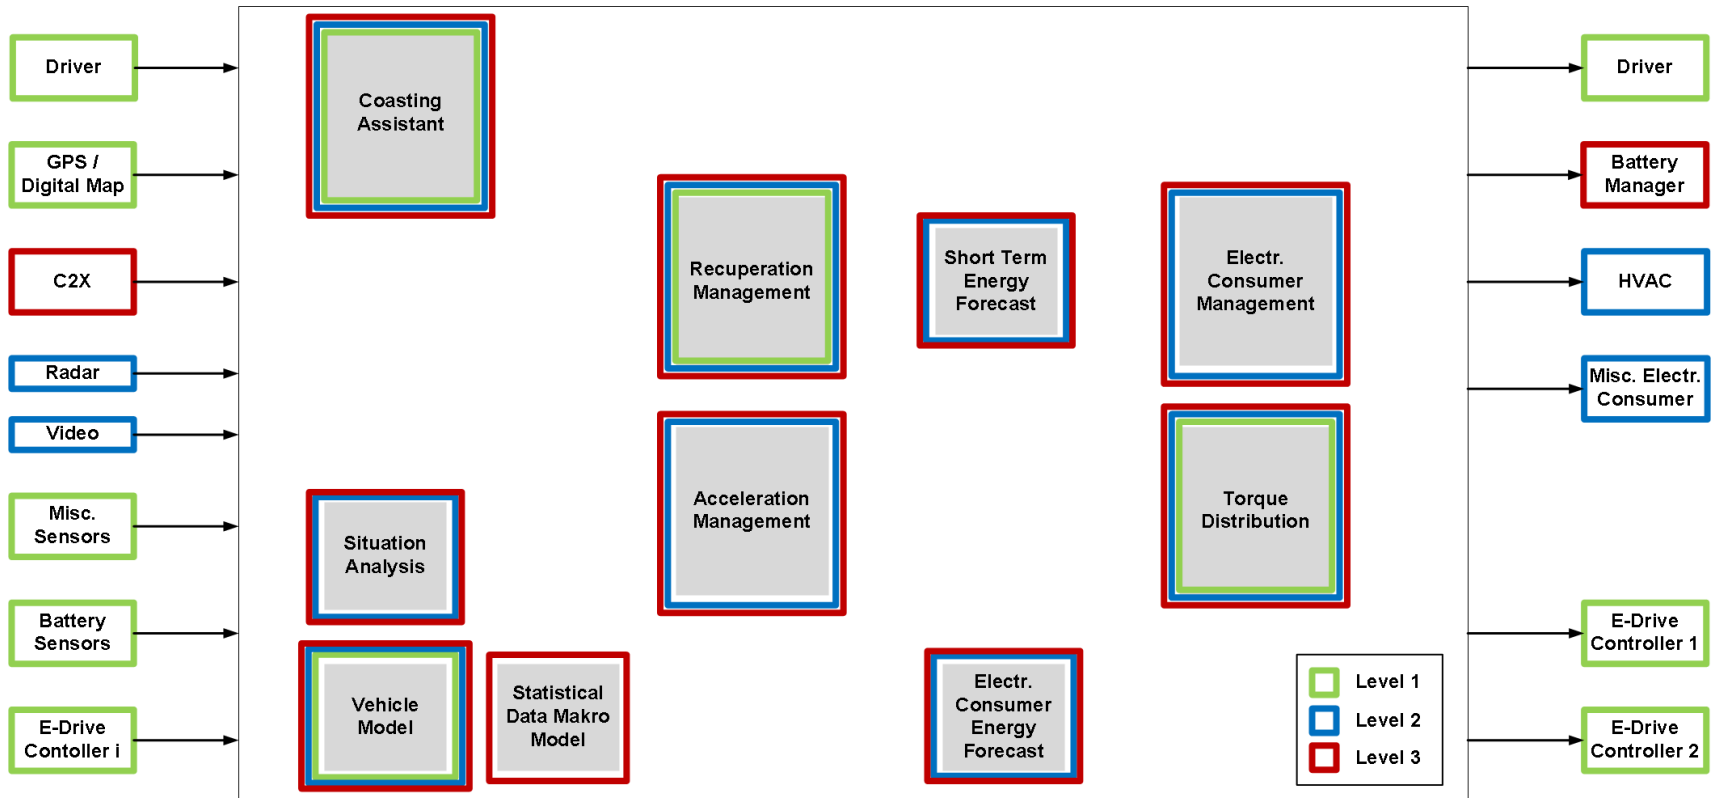 Driver
GPS /
Digital Map
C2X
Radar
Video
Misc.
Sensors
Battery
Sensors
E-Drive
Contoller i
Coasting
Assistant
Situation
Analysis
Vehicle
Model
Statistical
Data Makro
Model
Recuperation
Management
Acceleration
Management
Short Term
Energy
Forecast
Electr.
Consumer
Energy
Forecast
Electr.
Consumer
Management
Torque
Distribution
Level 1
Level 2
Level 3
Driver
Battery
Manager
HVAC
Misc. Electr.
Consumer
E-Drive
Controller 1
E-Drive
Controller 2